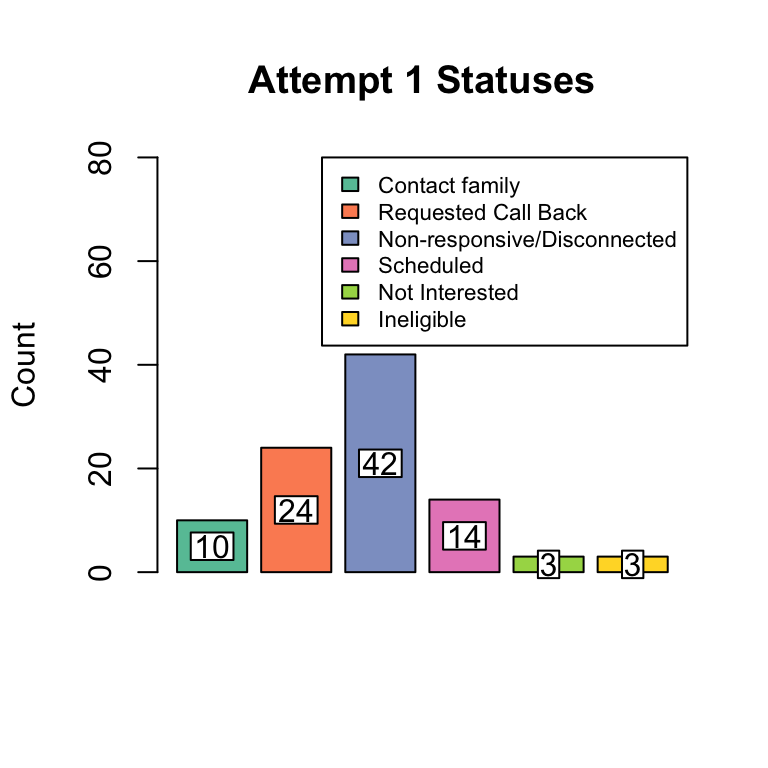 Attempt 1 Statuses
80
60
40
20
0
Count
Contact family
Requested Call Back
Non-responsive/Disconnected
Scheduled
Not Interested
Ineligible
10
24
42
14
3
3